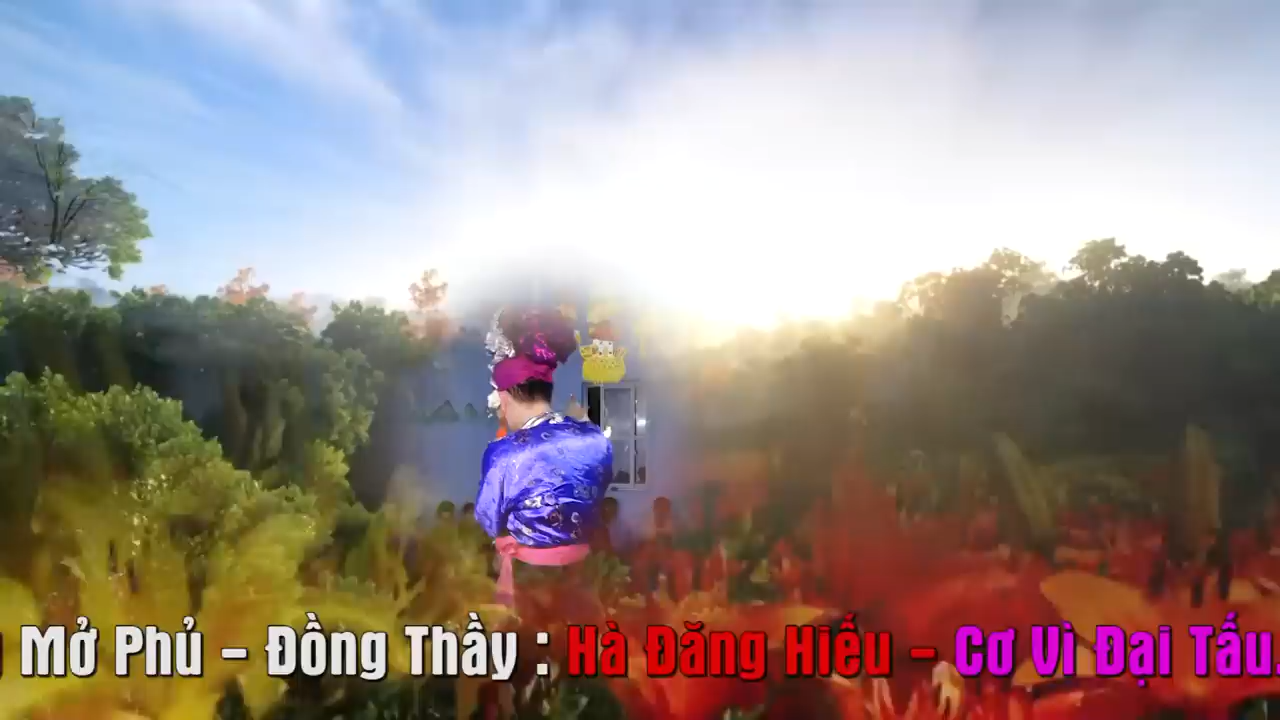 Mở Phủ – Đồng Thầy : Hà Đăng Hiếu – Cơ Vì Đại Tấu.